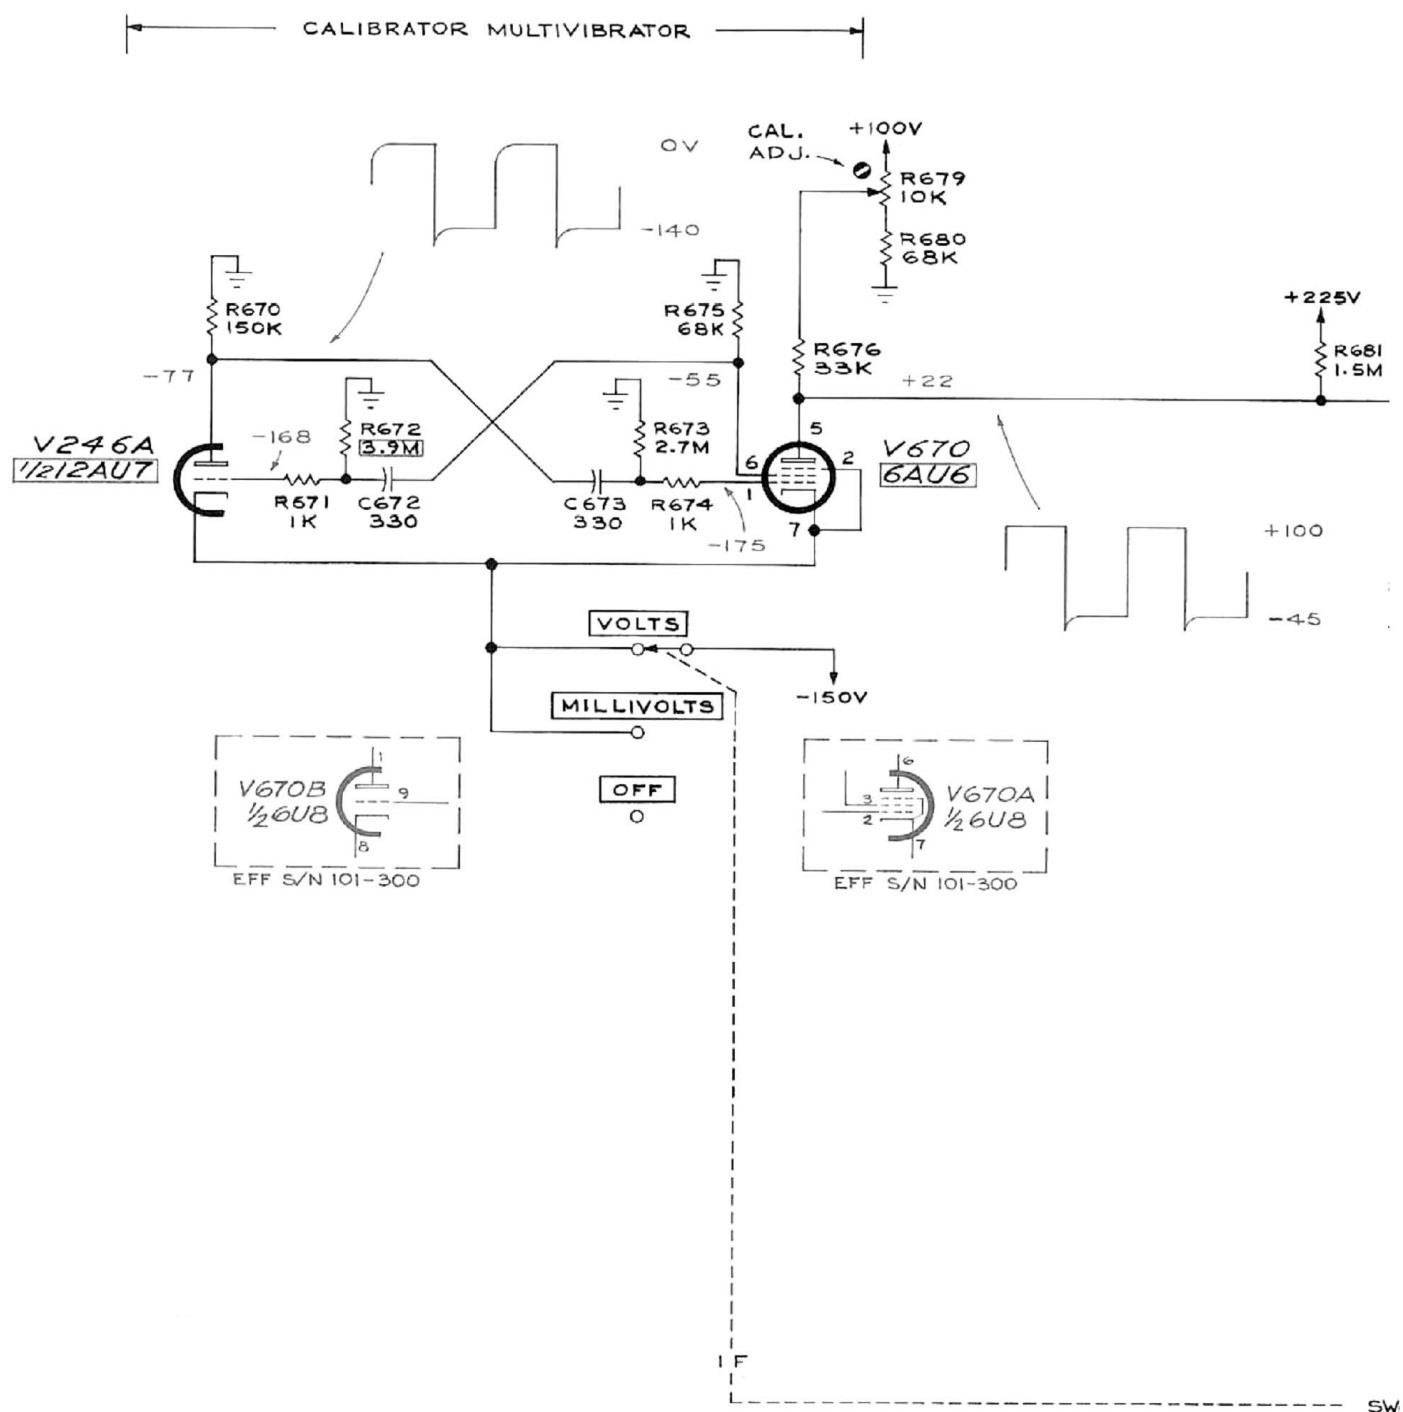 CALIBRATOR MULTIVIBRATOR
0V
-140
CAL.
ADJ.
+100V
R679
10K
R680
68K
R670
150K
R675
68K
+225V
R676
33K
R681
1.5M
-77
-55
+22
V246A
1/2 12AU7
-168
R672
3.9M
R673
2.7M
5
6
1
2
7
V670
6AU6
R671
1K
C672
330
C673
330
R674
1K
-175
+100
-45
VOLTS
-150V
MILLIVOLTS
OFF
V670B
1/2 6U8
1
9
8
EFF S/N 101-300
6
3
2
7
V670A
1/2 6U8
EFF S/N 101-300
1F
SW